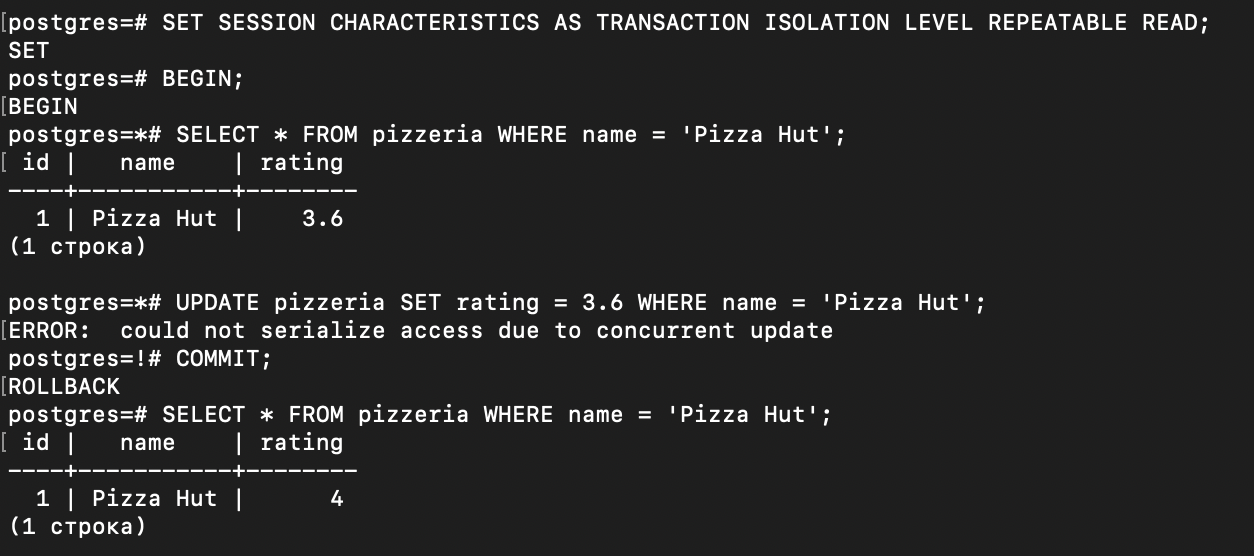 postgres=# SET SESSION CHARACTERISTICS AS TRANSACTION ISOLATION LEVEL REPEATABLE READ;
SET
postgres=# BEGIN;
BEGIN
postgres=*# SELECT * FROM pizzeria WHERE name = 'Pizza Hut';
 id |   name    | rating
----+-----------+--------
  1 | Pizza Hut |    3.6
(1 строка)

postgres=*# UPDATE pizzeria SET rating = 3.6 WHERE name = 'Pizza Hut';
ERROR:  could not serialize access due to concurrent update
postgres=!# COMMIT;
ROLLBACK
postgres=# SELECT * FROM pizzeria WHERE name = 'Pizza Hut';
 id |   name    | rating
----+-----------+--------
  1 | Pizza Hut |      4
(1 строка)